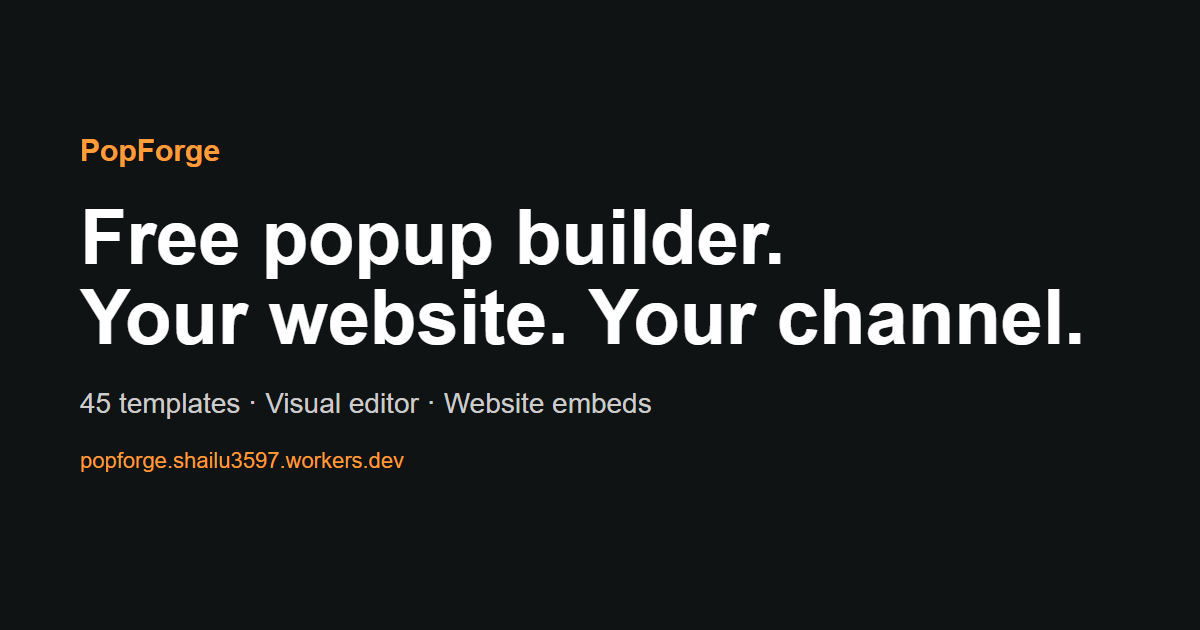 PopForge
Free popup builder.
Your website. Your channel.
45 templates · Visual editor · Website embeds
popforge.shailu3597.workers.dev